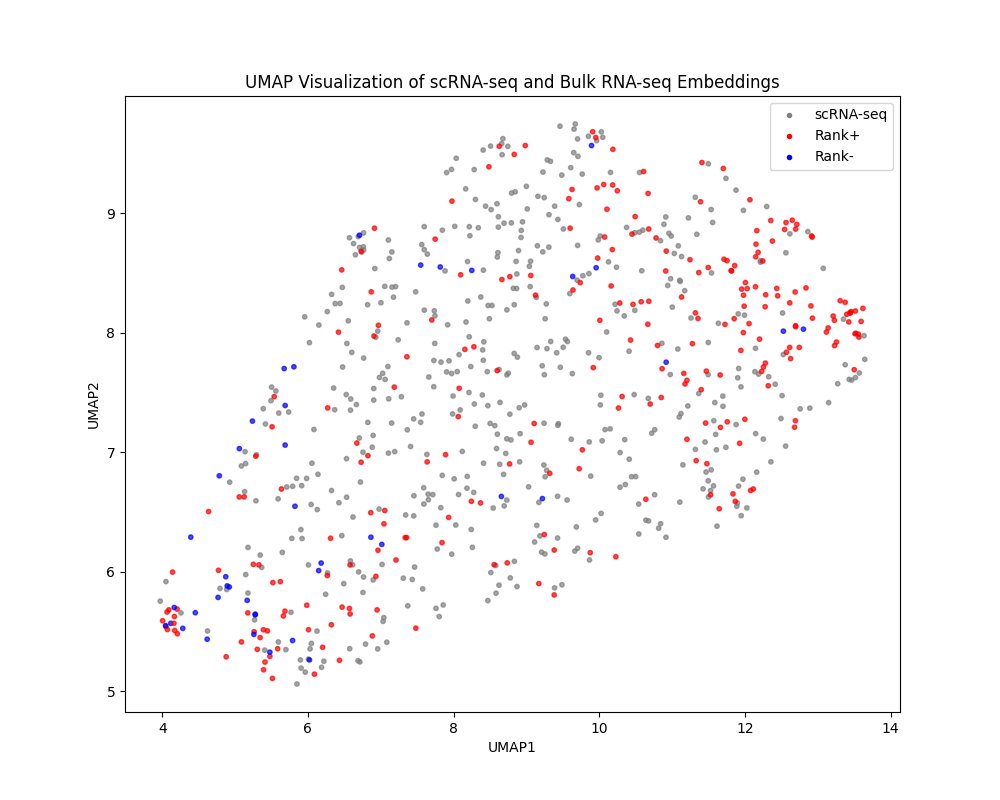 UMAP Visualization of scRNA-seq and Bulk RNA-seq Embeddings
scRNA-seq
Rank+
Rank-
9
8
7
6
5
UMAP2
4
6
8
10
12
14
UMAP1